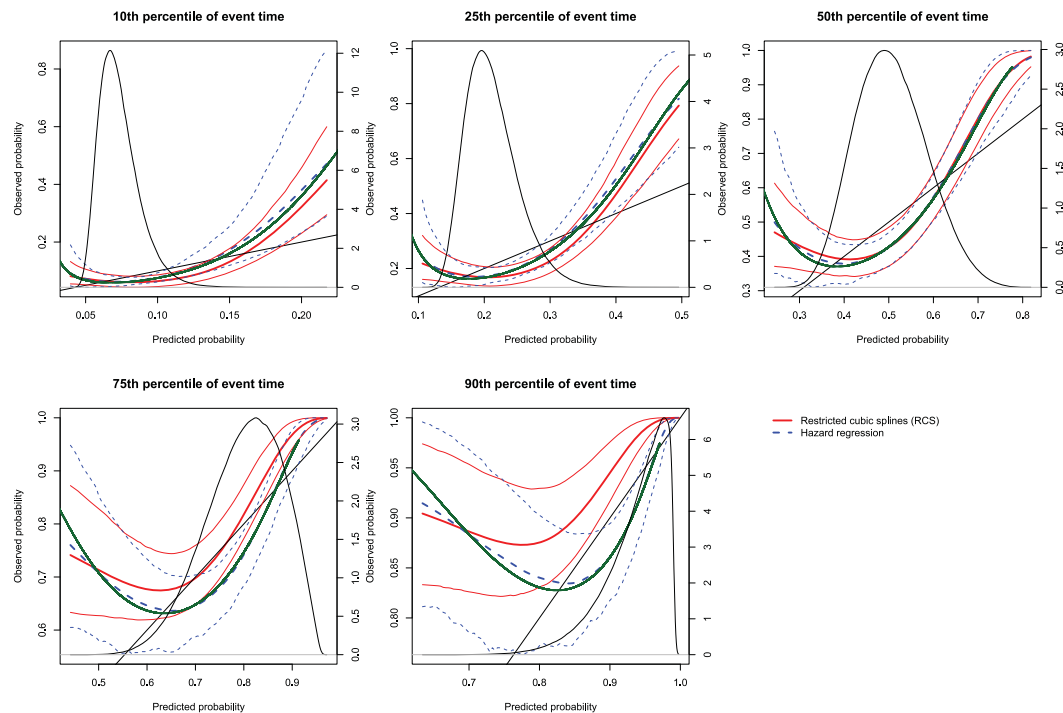 10th percentile of event time
25th percentile of event time
50th percentile of event time
Observed probability
0.2 0.4 0.6 0.8
0 2 4 6 8 10 12
0.05 0.10 0.15 0.20
Predicted probability
Observed probability
0.2 0.4 0.6 0.8 1.0
0 1 2 3 4 5
0.1 0.2 0.3 0.4 0.5
Predicted probability
Observed probability
0.3 0.4 0.5 0.6 0.7 0.8 0.9 1.0
0.0 0.5 1.0 1.5 2.0 2.5 3.0
0.3 0.4 0.5 0.6 0.7 0.8
Predicted probability
75th percentile of event time
90th percentile of event time
Observed probability
0.6 0.7 0.8 0.9 1.0
0.0 0.5 1.0 1.5 2.0 2.5 3.0
0.5 0.6 0.7 0.8 0.9
Predicted probability
Observed probability
0.80 0.85 0.90 0.95 1.00
0 1 2 3 4 5 6
0.7 0.8 0.9 1.0
Predicted probability
Restricted cubic splines (RCS)
Hazard regression